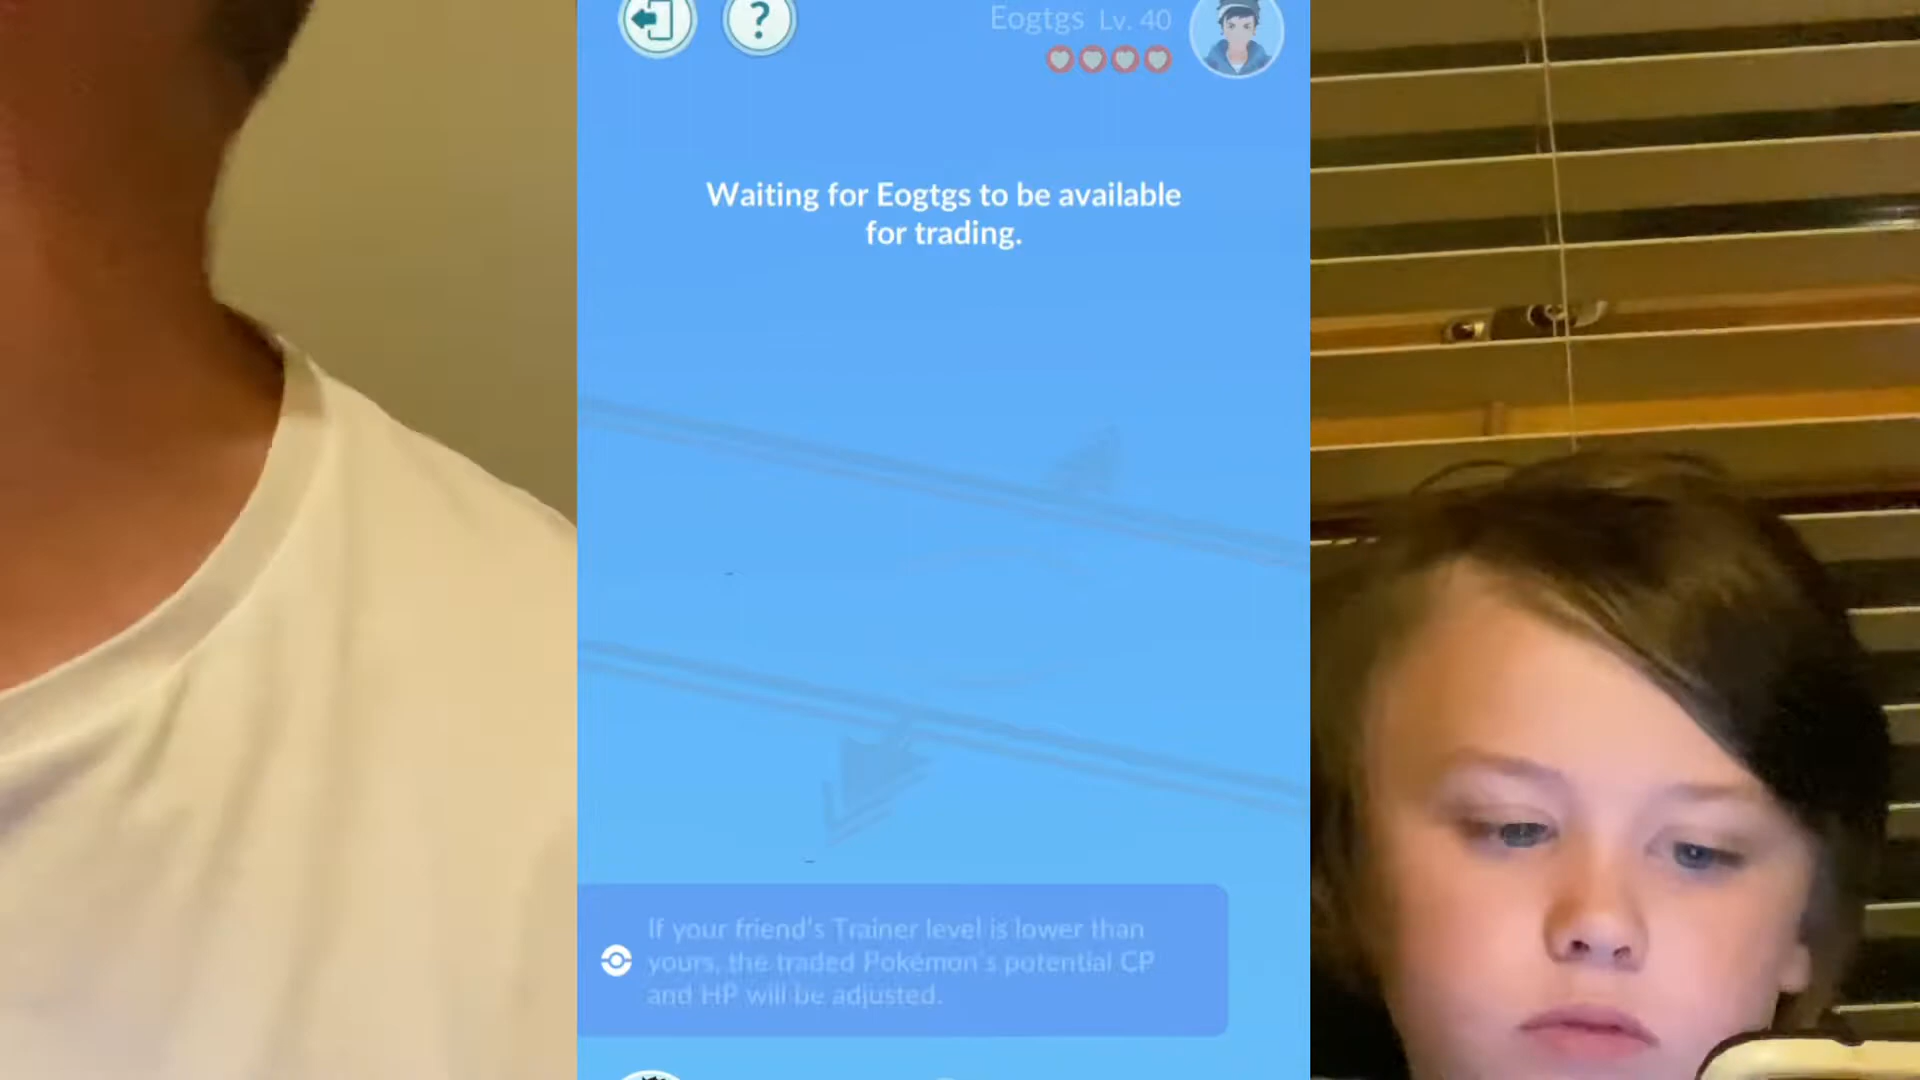 ?
Eogtgs Lv. 40
Waiting for Eogtgs to be available
for trading.
If your friend's Trainer level is lower than
yours, the traded Pokémon's potential CP
and HP will be adjusted.